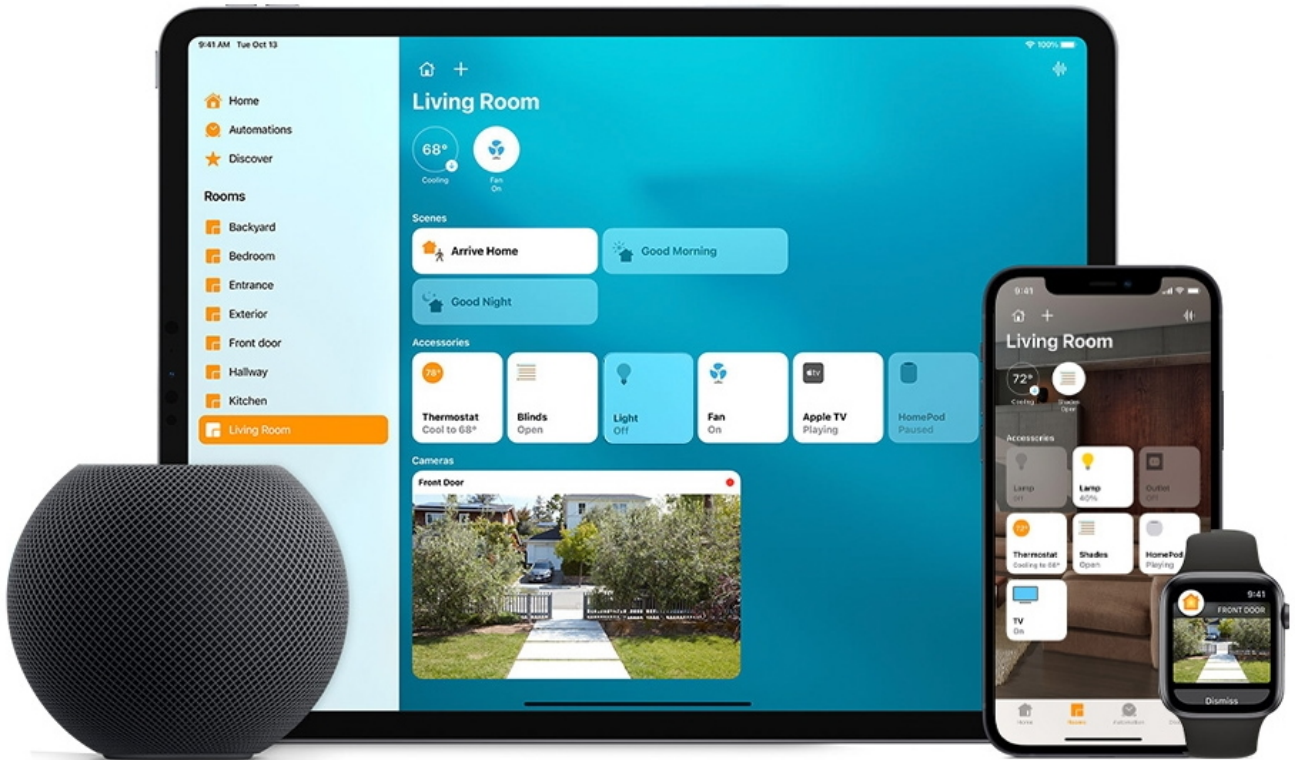 9:41 AM Tue Oct 13
100%
Home
Automations
Discover
Rooms
Backyard
Bedroom
Entrance
Exterior
Front door
Hallway
Kitchen
Living Room
Living Room
68°
Cooling
Fan
On
Scenes
Arrive Home
Good Morning
Good Night
Accessories
78°
Thermostat
Cool to 68°
Blinds
Open
Light
Off
Fan
On
tv
Apple TV
Playing
HomePod
Paused
Cameras
Front Door
9:41
Living Room
72°
Cooling
Shades
Open
Accessories
Lamp
Off
Lamp
40%
Outlet
Off
72°
Thermostat
Cooling to 68°
Shades
Open
HomePod
Playing
TV
On
Home
Rooms
Automation
9:41
FRONT DOOR
Dismiss